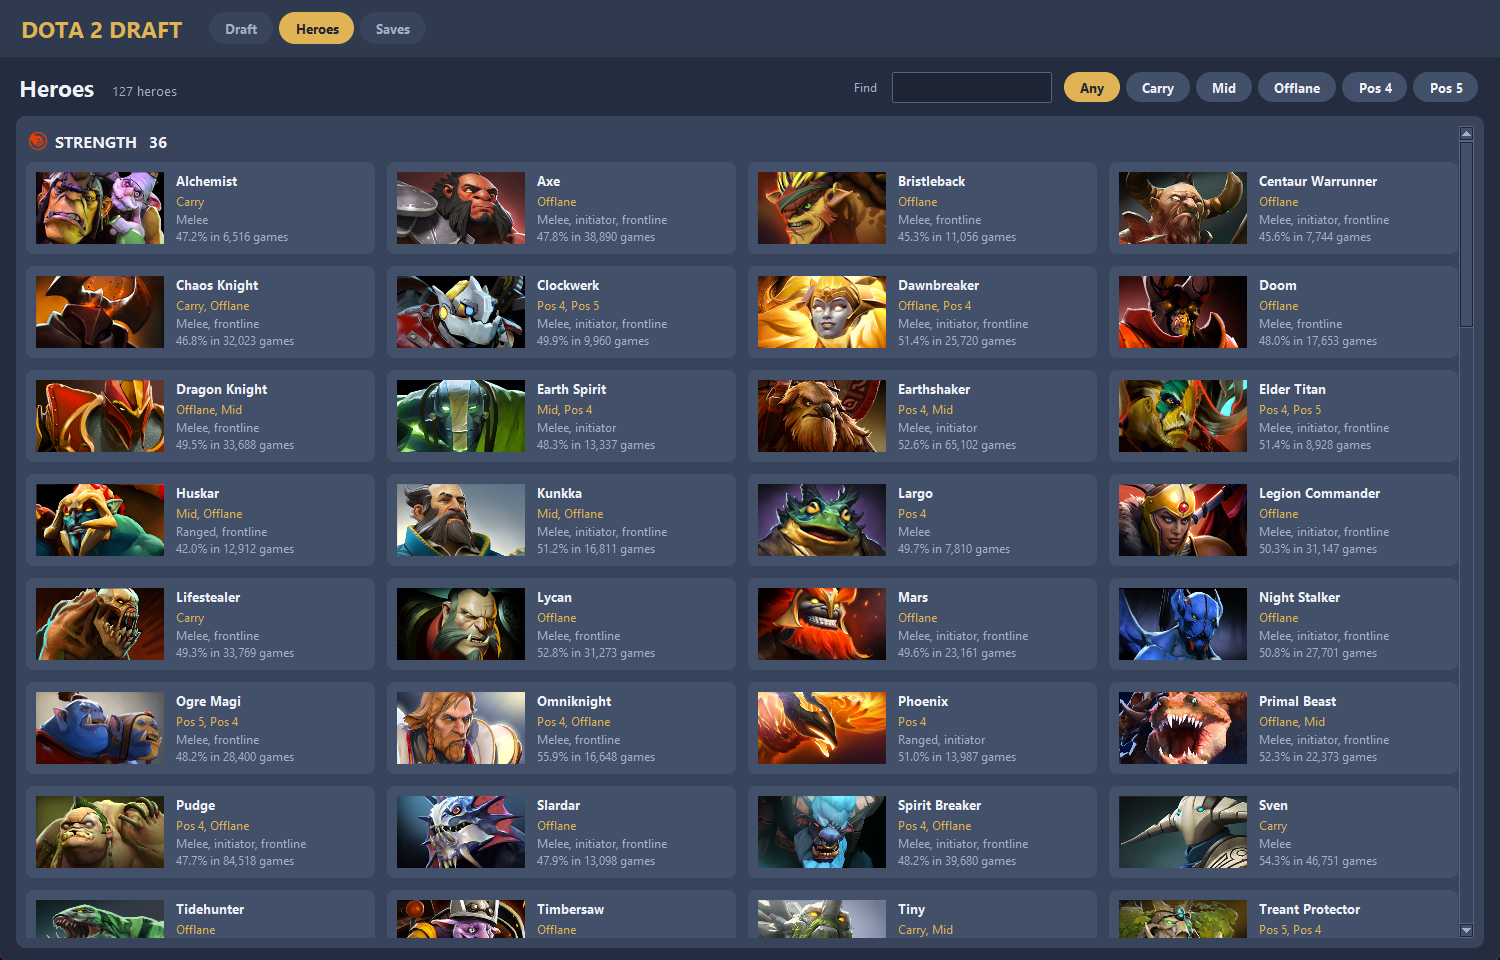 DOTA 2 DRAFT Draft Heroes Saves
Heroes 127 heroes Find Any Carry Mid Offlane Pos 4 Pos 5
STRENGTH 36
Alchemist
Carry
Melee
47.2% in 6,516 games
Axe
Offlane
Melee, initiator, frontline
47.8% in 38,890 games
Bristleback
Offlane
Melee, frontline
45.3% in 11,056 games
Centaur Warrunner
Offlane
Melee, initiator, frontline
45.6% in 7,744 games
Chaos Knight
Carry, Offlane
Melee, frontline
46.8% in 32,023 games
Clockwerk
Pos 4, Pos 5
Melee, initiator, frontline
49.9% in 9,960 games
Dawnbreaker
Offlane, Pos 4
Melee, initiator, frontline
51.4% in 25,720 games
Doom
Offlane
Melee, frontline
48.0% in 17,653 games
Dragon Knight
Offlane, Mid
Melee, frontline
49.5% in 33,688 games
Earth Spirit
Mid, Pos 4
Melee, initiator
48.3% in 13,337 games
Earthshaker
Pos 4, Mid
Melee, initiator
52.6% in 65,102 games
Elder Titan
Pos 4, Pos 5
Melee, initiator, frontline
51.4% in 8,928 games
Huskar
Mid, Offlane
Ranged, frontline
42.0% in 12,912 games
Kunkka
Mid, Offlane
Melee, initiator, frontline
51.2% in 16,811 games
Largo
Pos 4
Melee
49.7% in 7,810 games
Legion Commander
Offlane
Melee, initiator, frontline
50.3% in 31,147 games
Lifestealer
Carry
Melee, frontline
49.3% in 33,769 games
Lycan
Offlane
Melee, frontline
52.8% in 31,273 games
Mars
Offlane
Melee, initiator, frontline
49.6% in 23,161 games
Night Stalker
Offlane
Melee, initiator, frontline
50.8% in 27,701 games
Ogre Magi
Pos 5, Pos 4
Melee, frontline
48.2% in 28,400 games
Omniknight
Pos 4, Offlane
Melee, frontline
55.9% in 16,648 games
Phoenix
Pos 4
Ranged, initiator
51.0% in 13,987 games
Primal Beast
Offlane, Mid
Melee, initiator, frontline
52.3% in 22,373 games
Pudge
Pos 4, Offlane
Melee, initiator, frontline
47.7% in 84,518 games
Slardar
Offlane
Melee, initiator, frontline
47.9% in 13,098 games
Spirit Breaker
Pos 4, Offlane
Melee, initiator, frontline
48.2% in 39,680 games
Sven
Carry
Melee
54.3% in 46,751 games
Tidehunter
Offlane
Timbersaw
Offlane
Tiny
Carry, Mid
Treant Protector
Pos 5, Pos 4